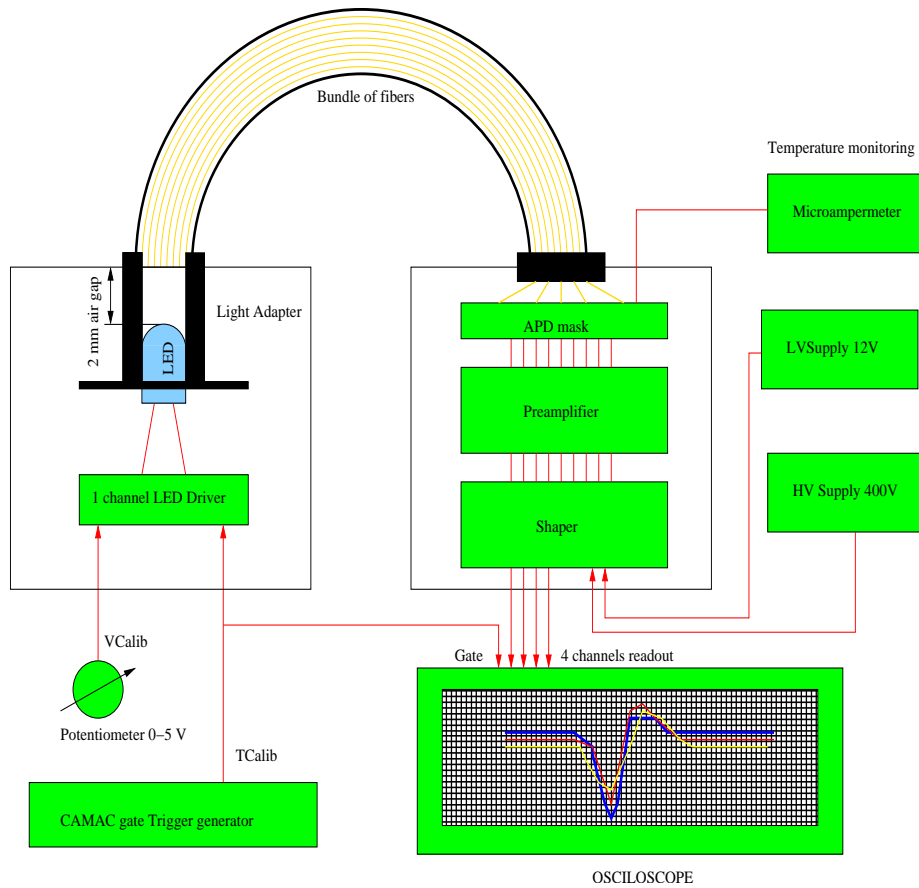 Bundle of fibers
Temperature monitoring
Microampermeter
2 mm air gap
Light Adapter
LED
APD mask
LVSupply 12V
Preamplifier
HV Supply 400V
1 channel LED Driver
Shaper
VCalib
Gate
4 channels readout
Potentiometer 0−5 V
TCalib
CAMAC gate Trigger generator
OSCILOSCOPE